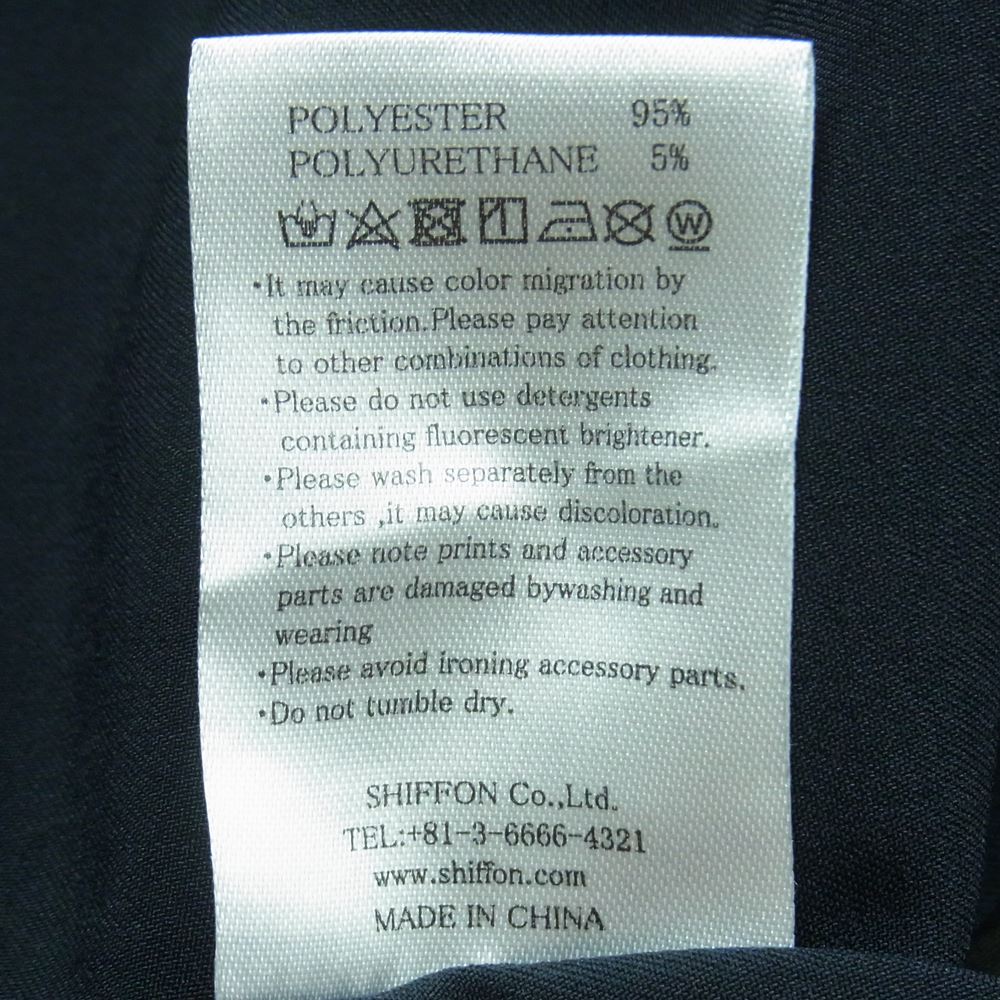 POLYESTER 95%
POLYURETHANE 5%
W
・It may cause color migration by
the friction.Please pay attention
to other combinations of clothing.
・Please do not use detergents
containing fluorescent brightener.
・Please wash separately from the
others ,it may cause discoloration.
・Please note prints and accessory
parts are damaged bywashing and
wearing
・Please avoid ironing accessory parts.
・Do not tumble dry.
SHIFFON Co.,Ltd.
TEL:+81-3-6666-4321
www.shiffon.com
MADE IN CHINA